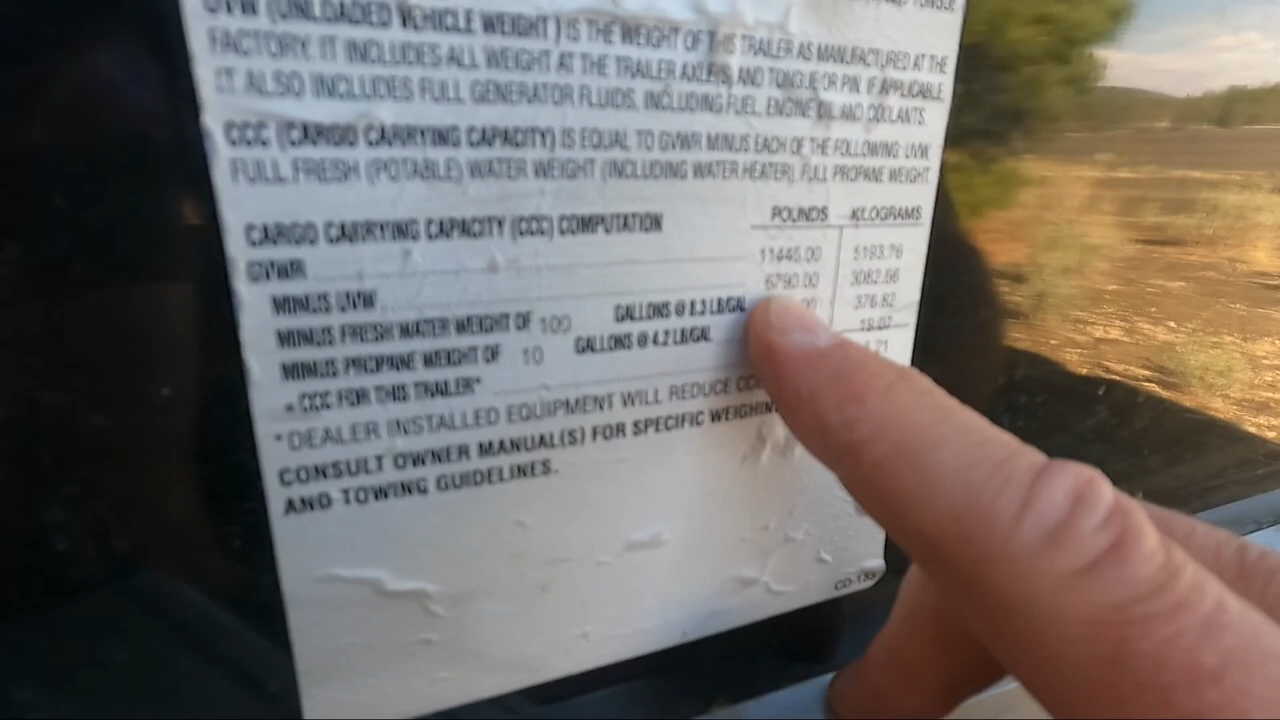 UVW (UNLOADED VEHICLE WEIGHT) IS THE WEIGHT OF THIS TRAILER AS MANUFACTURED AT THE
FACTORY. IT INCLUDES ALL WEIGHT AT THE TRAILER AXLE(S) AND TONGUE OR PIN. IF APPLICABLE,
IT ALSO INCLUDES FULL GENERATOR FLUIDS, INCLUDING FUEL, ENGINE OIL AND COOLANTS.
CCC (CARGO CARRYING CAPACITY) IS EQUAL TO GVWR MINUS EACH OF THE FOLLOWING: UVW,
FULL FRESH (POTABLE) WATER WEIGHT (INCLUDING WATER HEATER), FULL PROPANE WEIGHT.
CARGO CARRYING CAPACITY (CCC) COMPUTATION POUNDS KILOGRAMS
GVWR 11445.00 5193.76
MINUS UVW 6790.00 3082.66
MINUS FRESH WATER WEIGHT OF 100 GALLONS @ 8.3 LB/GAL 376.82
MINUS PROPANE WEIGHT OF 10 GALLONS @ 4.2 LB/GAL 19.07
= CCC FOR THIS TRAILER*
*DEALER INSTALLED EQUIPMENT WILL REDUCE
CONSULT OWNER MANUAL(S) FOR SPECIFIC WEIGHING
AND TOWING GUIDELINES.